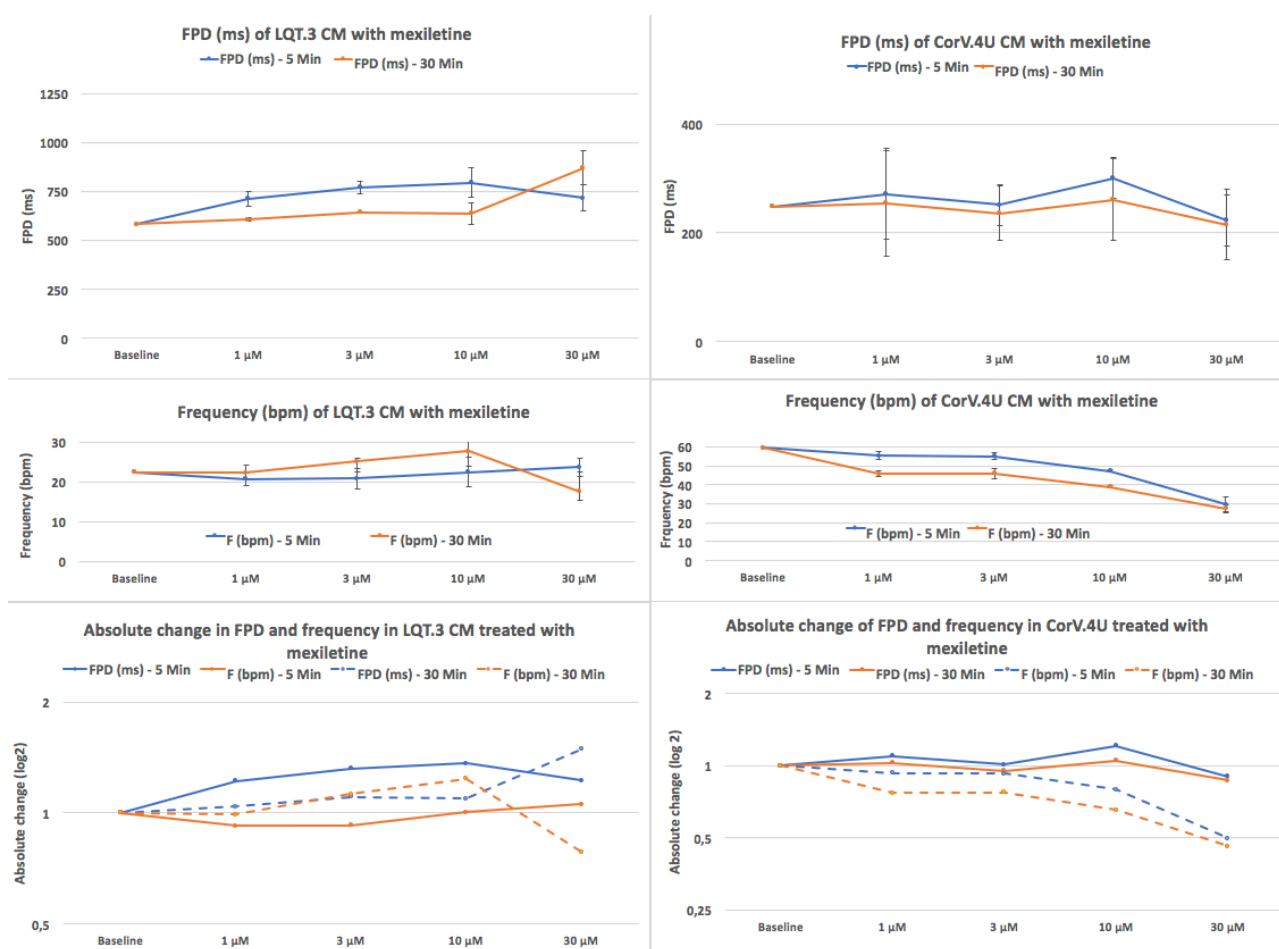 FPD (ms) of LQT.3 CM with mexiletine
FPD (ms) - 5 Min FPD (ms) - 30 Min
1250
1000
750
500
250
0
FPD (ms)
Baseline 1 µM 3 µM 10 µM 30 µM
FPD (ms) of CorV.4U CM with mexiletine
FPD (ms) - 5 Min FPD (ms) - 30 Min
400
200
0
FPD (ms)
Baseline 1 µM 3 µM 10 µM 30 µM
Frequency (bpm) of LQT.3 CM with mexiletine
30
20
10
0
Frequency (bpm)
F (bpm) - 5 Min F (bpm) - 30 Min
Baseline 1 µM 3 µM 10 µM 30 µM
Frequency (bpm) of CorV.4U CM with mexiletine
60
50
40
30
20
10
0
Frquency (bpm)
F (bpm) - 5 Min F (bpm) - 30 Min
Baseline 1 µM 3 µM 10 µM 30 µM
Absolute change in FPD and frequency in LQT.3 CM treated with
mexiletine
FPD (ms) - 5 Min F (bpm) - 5 Min FPD (ms) - 30 Min F (bpm) - 30 Min
2
1
0,5
Absolute change (log2)
Baseline 1 µM 3 µM 10 µM 30 µM
Absolute change of FPD and frequency in CorV.4U treated with
mexiletine
FPD (ms) - 5 Min FPD (ms) - 30 Min F (bpm) - 5 Min F (bpm) - 30 Min
2
1
0,5
0,25
Absolute change (log 2)
Baseline 1 µM 3 µM 10 µM 30 µM